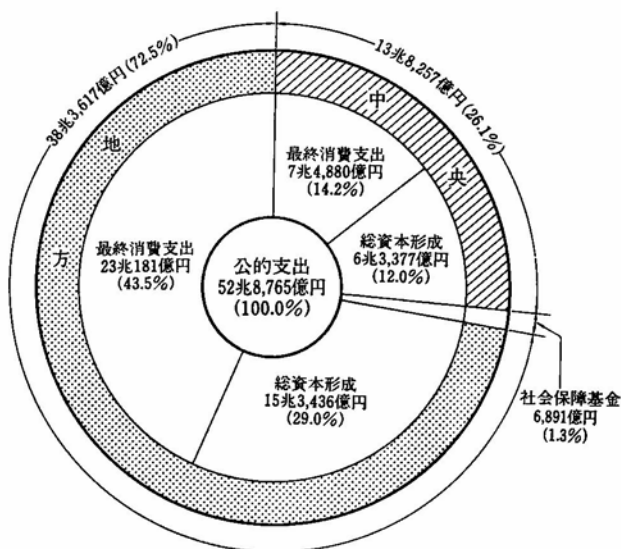 38兆3,617億円(72.5%)
13兆8,257億円(26.1%)
中
央
地
方
最終消費支出
7兆4,880億円
(14.2%)
総資本形成
6兆3,377億円
(12.0%)
最終消費支出
23兆181億円
(43.5%)
公的支出
52兆8,765億円
(100.0%)
総資本形成
15兆3,436億円
(29.0%)
社会保障基金
6,891億円
(1.3%)